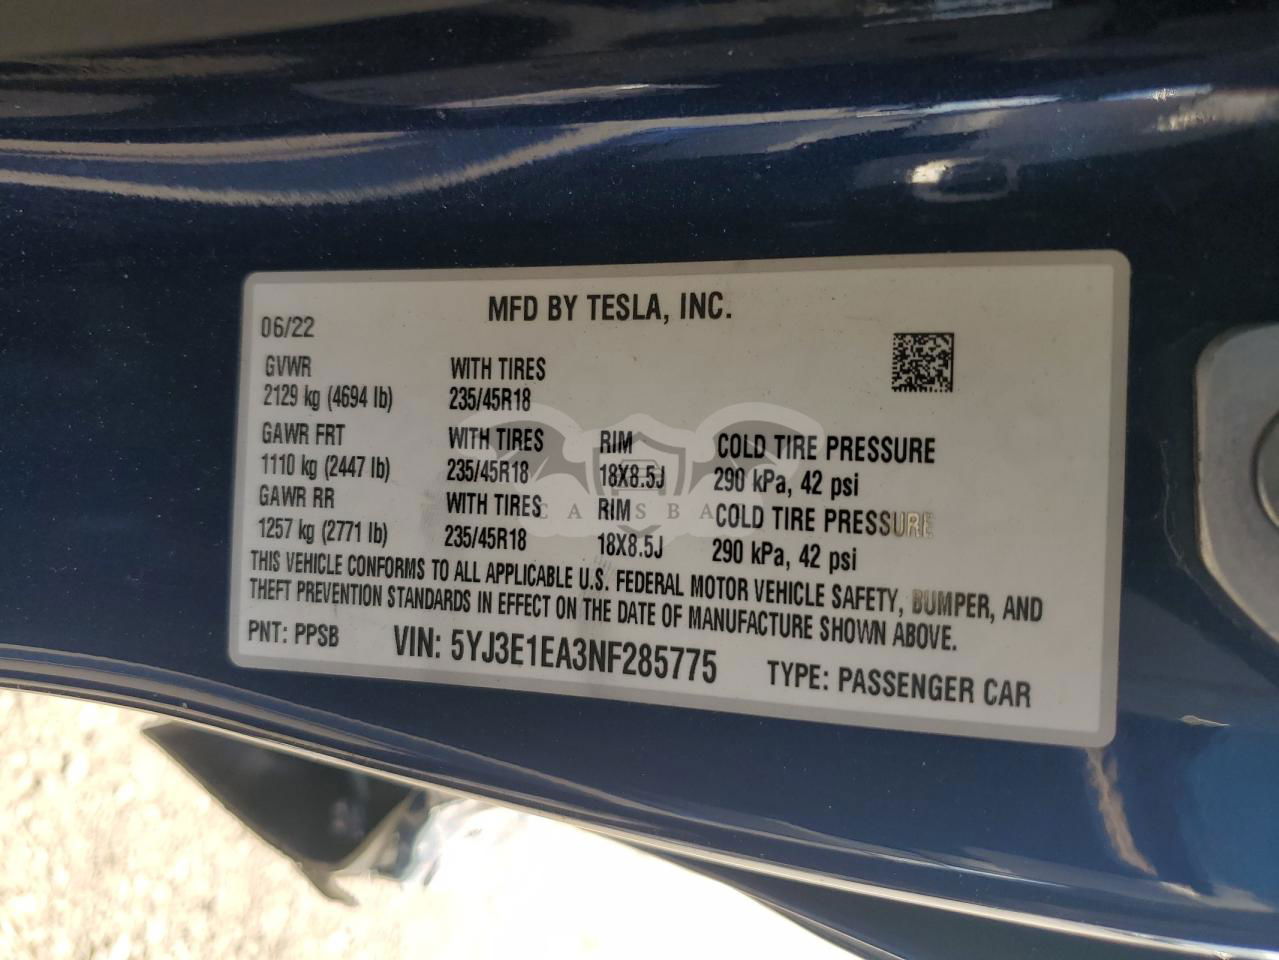 MFD BY TESLA, INC.
06/22
GVWR WITH TIRES
2129 kg (4694 lb) 235/45R18
GAWR FRT WITH TIRES RIM COLD TIRE PRESSURE
1110 kg (2447 lb) 235/45R18 18X8.5J 290 kPa, 42 psi
GAWR RR WITH TIRES RIM COLD TIRE PRESSURE
1257 kg (2771 lb) 235/45R18 18X8.5J 290 kPa, 42 psi
THIS VEHICLE CONFORMS TO ALL APPLICABLE U.S. FEDERAL MOTOR VEHICLE SAFETY, BUMPER, AND
THEFT PREVENTION STANDARDS IN EFFECT ON THE DATE OF MANUFACTURE SHOWN ABOVE.
PNT: PPSB VIN: 5YJ3E1EA3NF285775 TYPE: PASSENGER CAR